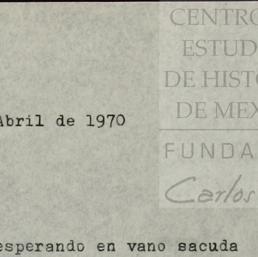 CENTRO
ESTUD
DE HISTO
DE MEX
FUNDA
Carlos
Abril de 1970
esperando en vano sacuda